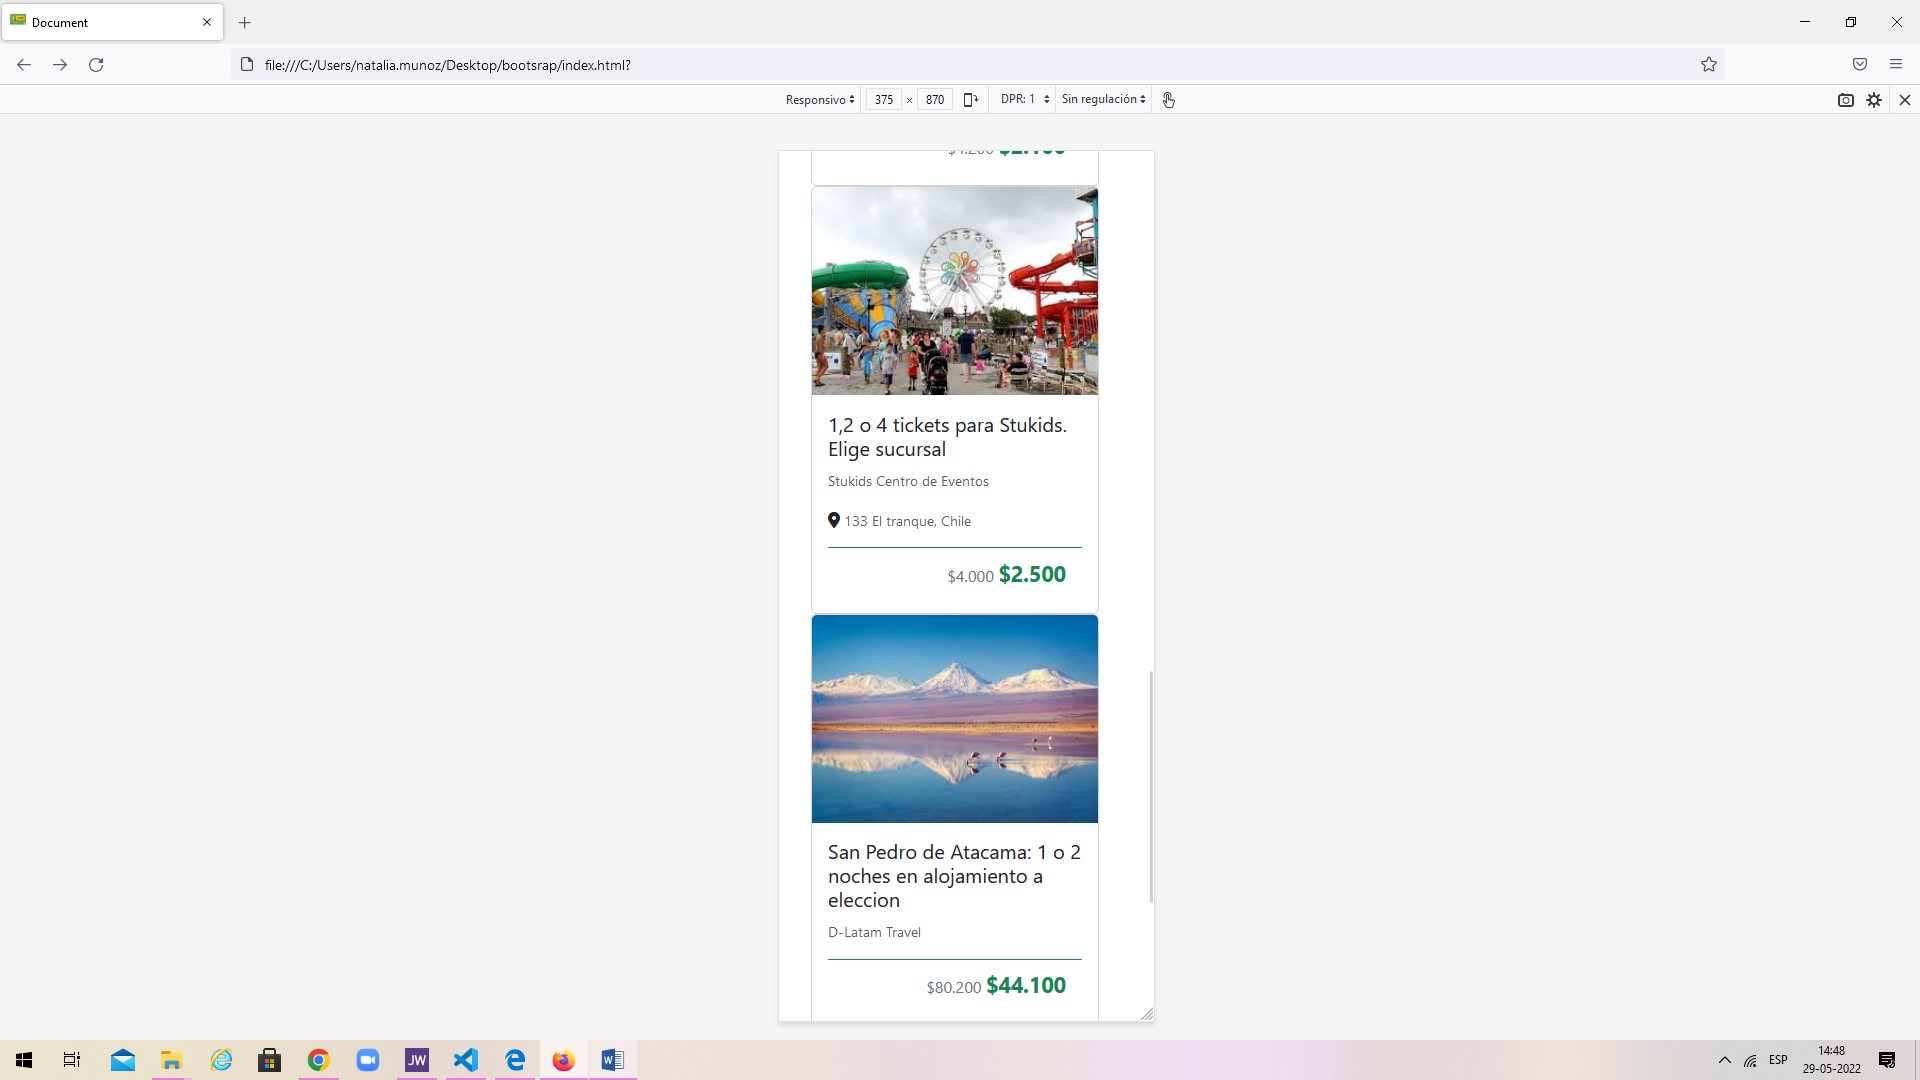 Document
file:///C:/Users/natalia.munoz/Desktop/bootsrap/index.html?
Responsivo 375 × 870 DPR: 1 Sin regulación
$4.200 $2.100
1,2 o 4 tickets para Stukids.
Elige sucursal
Stukids Centro de Eventos
133 El tranque, Chile
$4.000 $2.500
San Pedro de Atacama: 1 o 2
noches en alojamiento a
eleccion
D-Latam Travel
$80.200 $44.100
JW
ESP
14:48
29-05-2022